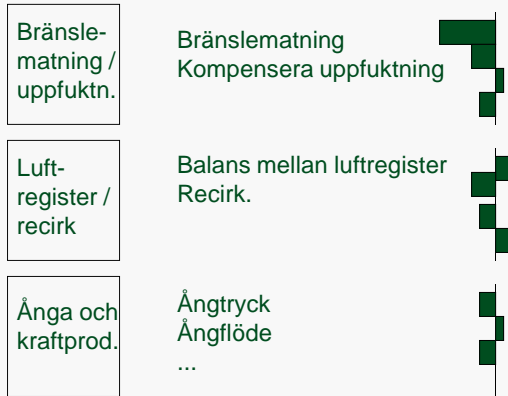 Bränsle-
matning /
uppfuktn.
Bränslematning
Kompensera uppfuktning
Luft-
register /
recirk
Balans mellan luftregister
Recirk.
Ånga och
kraftprod.
Ångtryck
Ångflöde
...